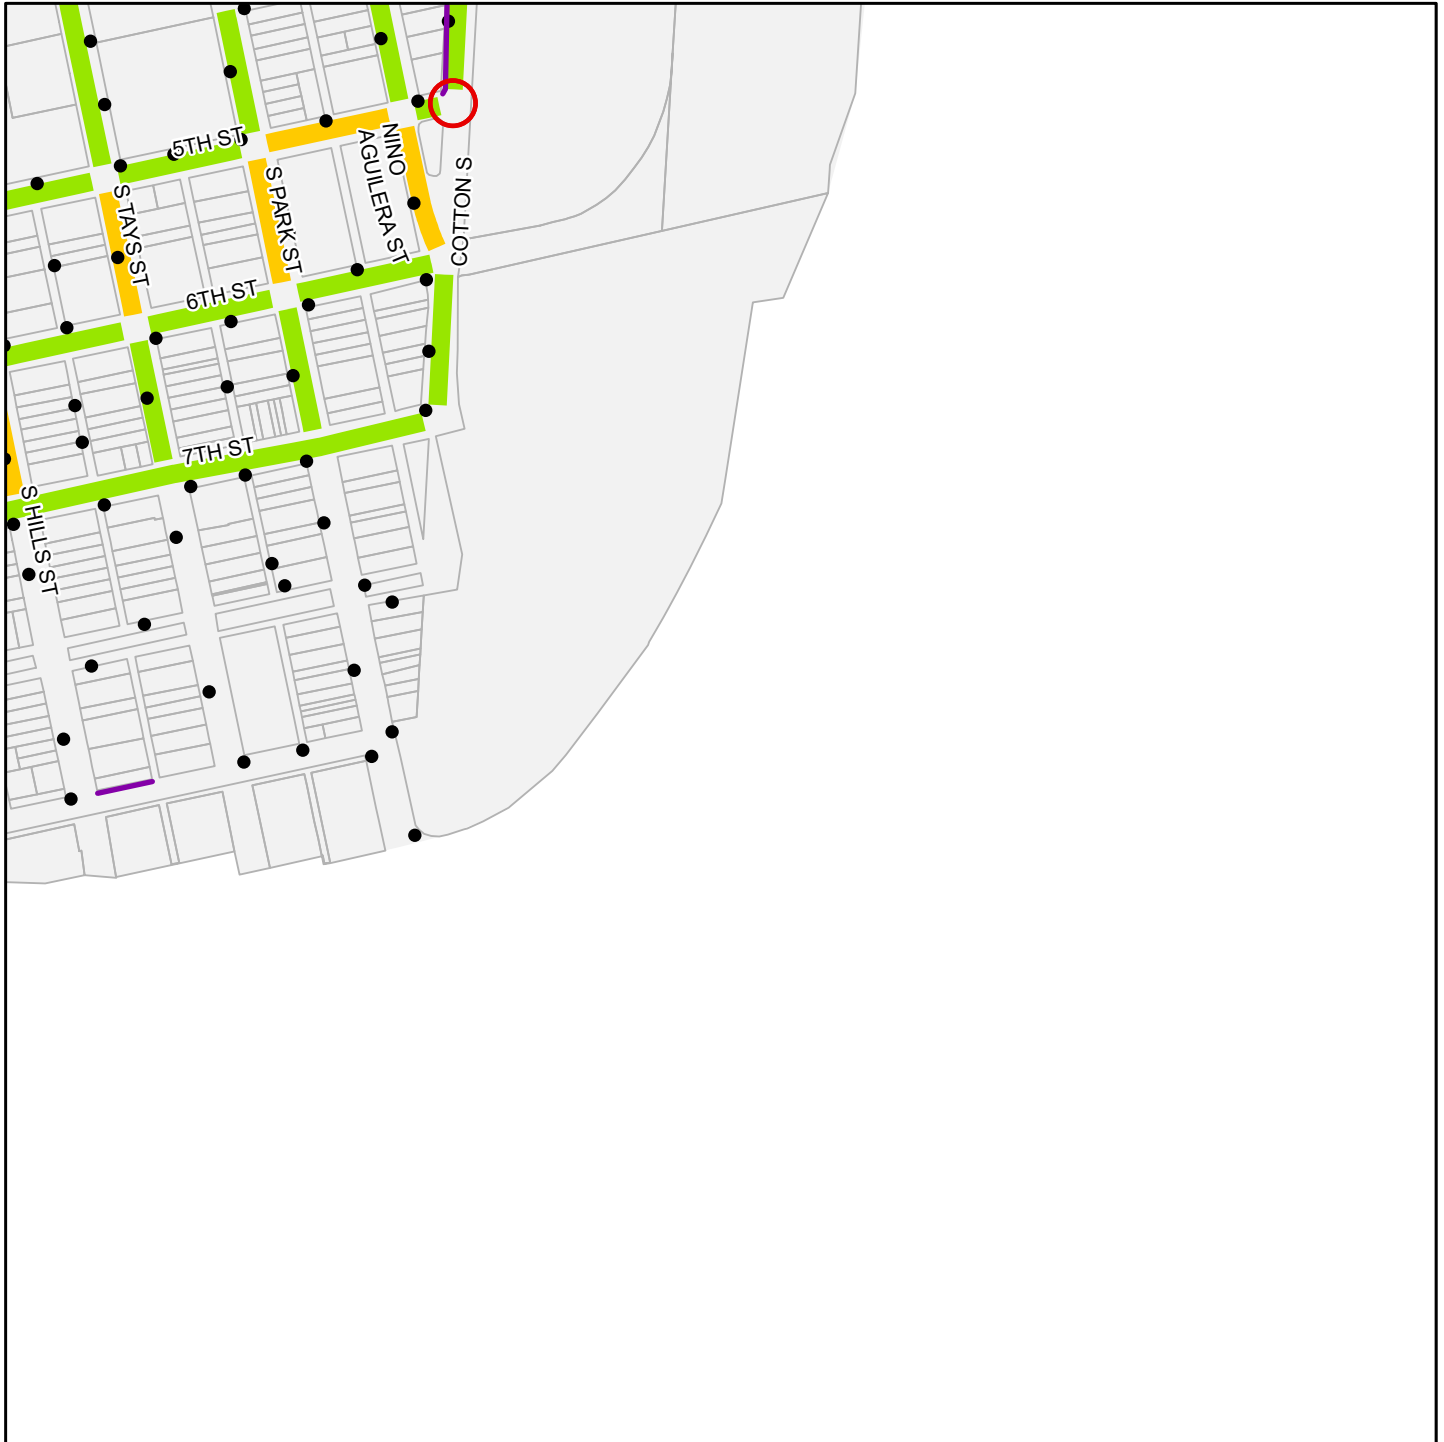 5TH ST
NINO
AGUILERA ST
COTTON S
S TAYS ST
S PARK ST
6TH ST
7TH ST
S HILLS ST